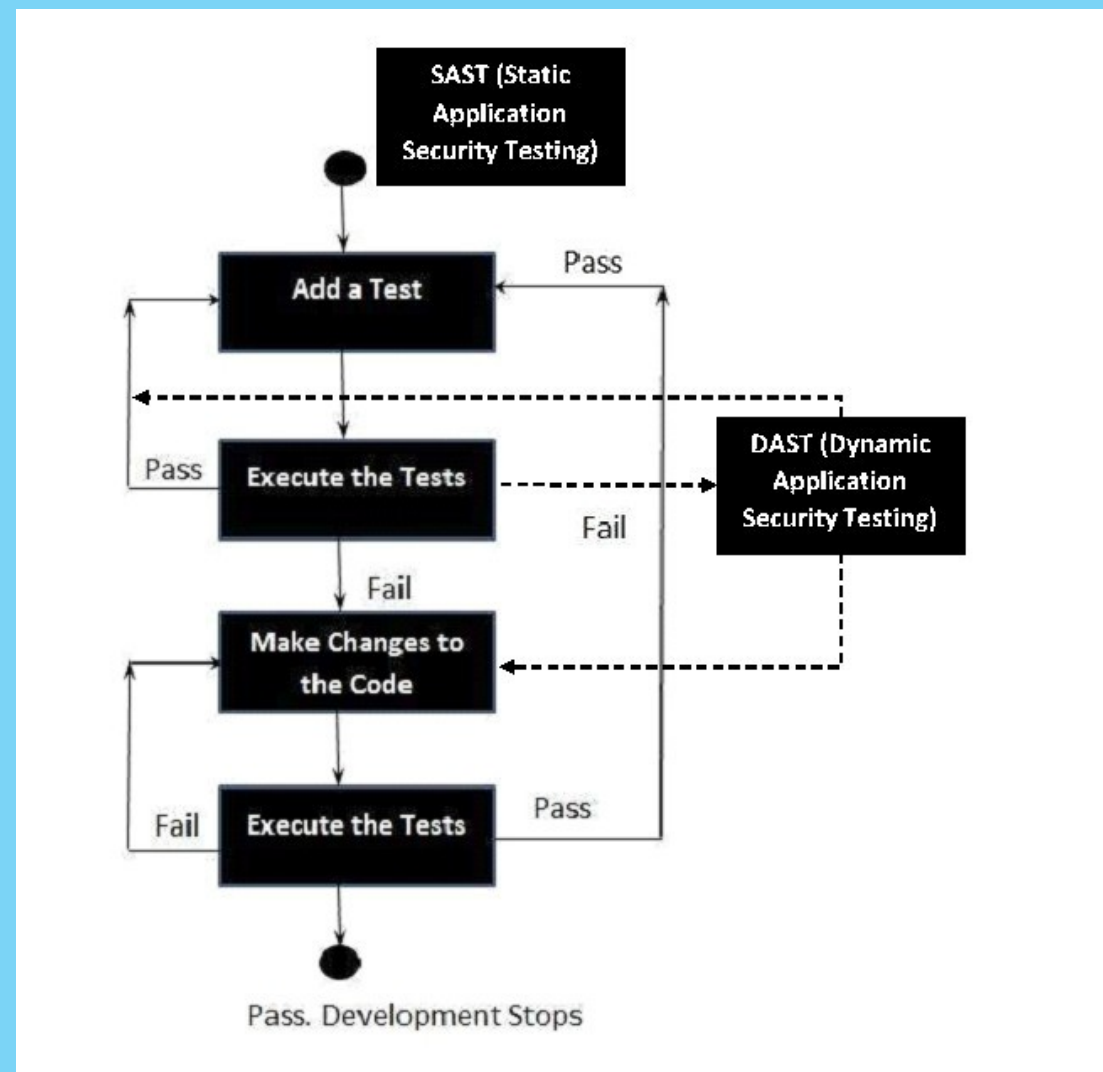 SAST (Static
Application
Security Testing)
Add a Test
Pass
Pass
Execute the Tests
DAST (Dynamic
Application
Security Testing)
Fail
Fail
Make Changes to
the Code
Fail
Execute the Tests
Pass
Pass. Development Stops